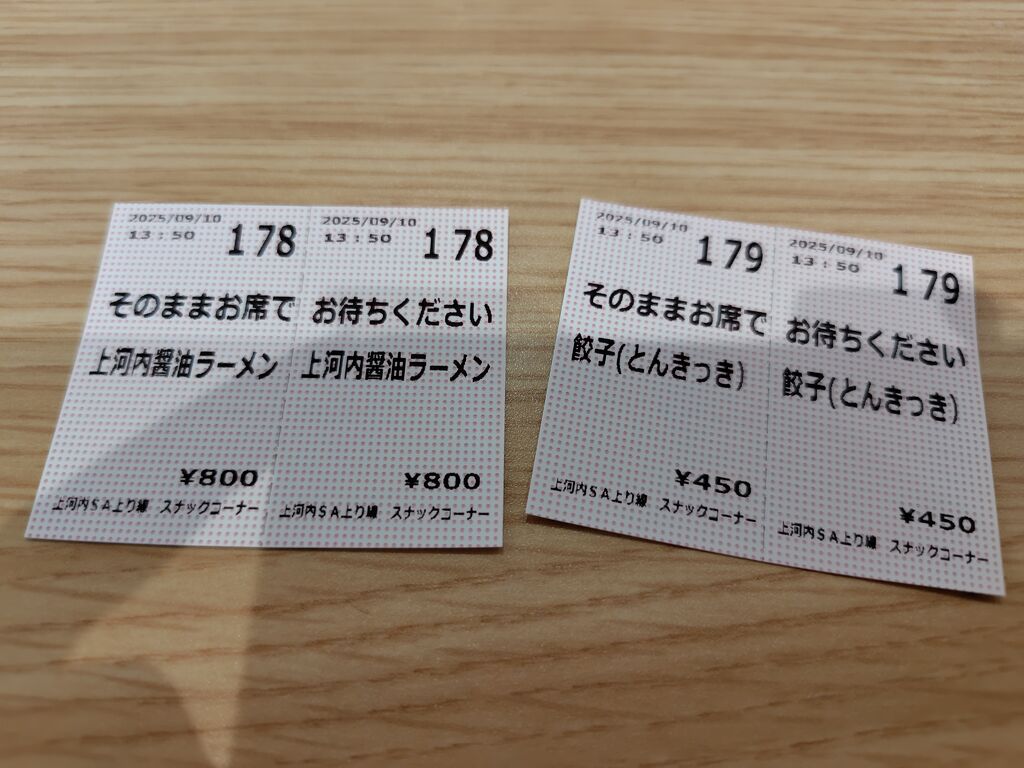 2025/09/10
13:50
178
そのままお席で
上河内醤油ラーメン
¥800
上河内SA上り線 スナックコーナー
2025/09/10
13:50
178
お待ちください
上河内醤油ラーメン
¥800
上河内SA上り線 スナックコーナー
2025/09/10
13:50
179
そのままお席で
餃子(とんきっき)
¥450
上河内SA上り線 スナックコーナー
2025/09/10
13:50
179
お待ちください
餃子(とんきっき)
¥450
上河内SA上り線 スナックコーナー